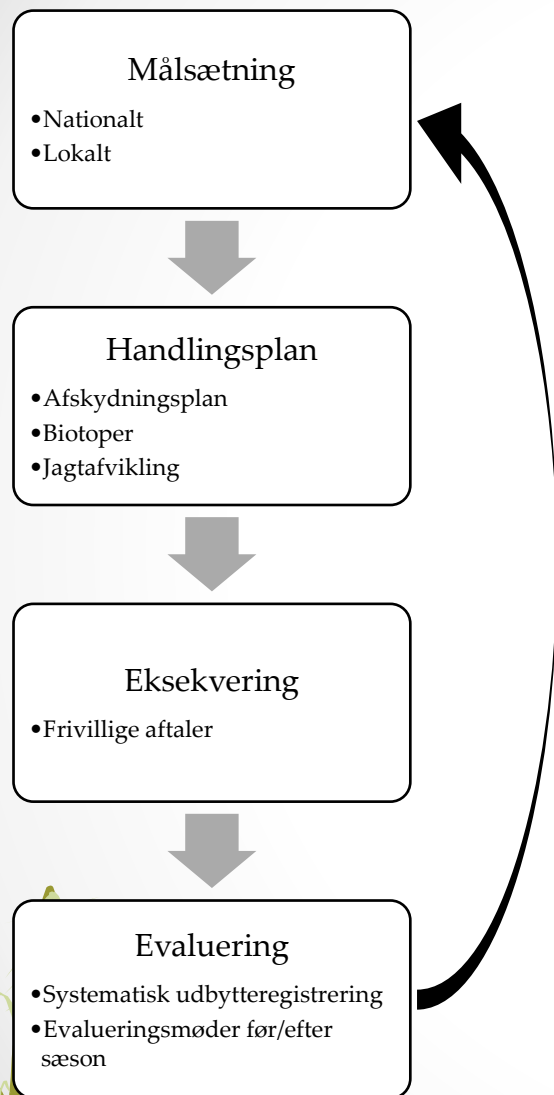 Målsætning
•Nationalt
•Lokalt
Handlingsplan
•Afskydningsplan
•Biotoper
•Jagtafvikling
Eksekvering
•Frivillige aftaler
Evaluering
•Systematisk udbytteregistrering
•Evalueringsmøder før/efter
sæson